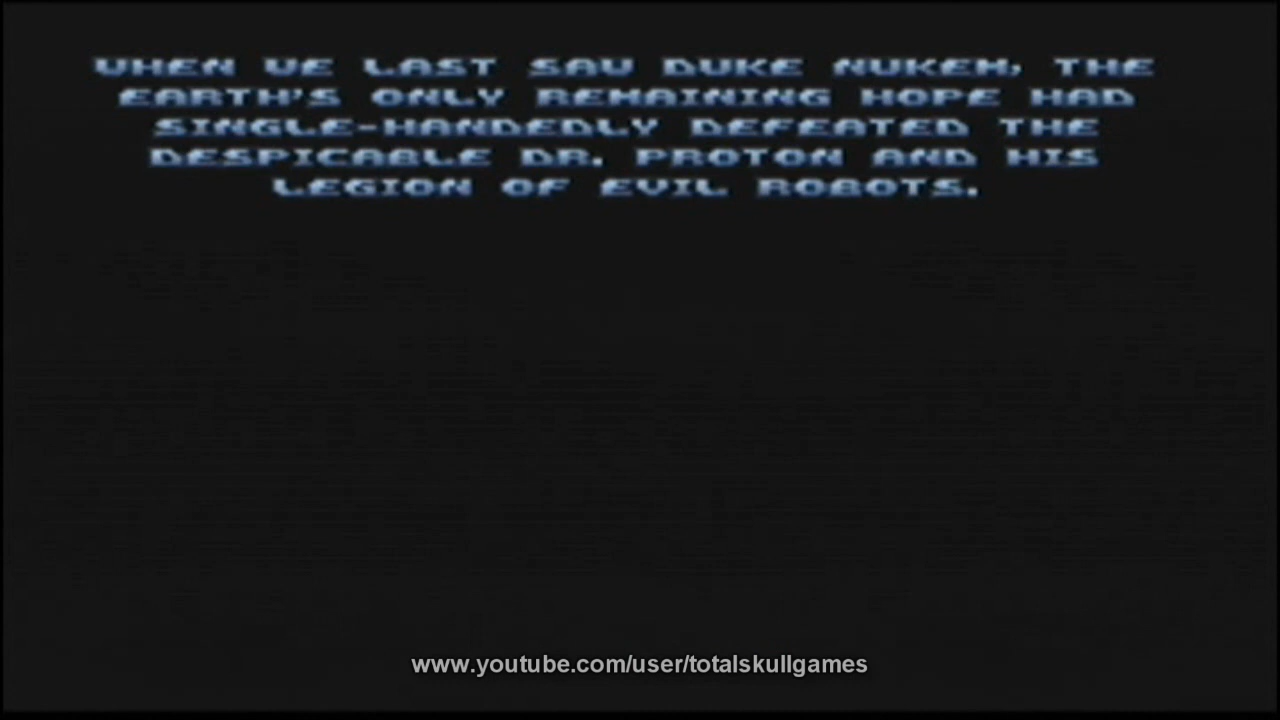 WHEN WE LAST SAW DUKE NUKEM, THE
EARTH'S ONLY REMAINING HOPE HAD
SINGLE-HANDEDLY DEFEATED THE
DESPICABLE DR. PROTON AND HIS
LEGION OF EVIL ROBOTS.
www.youtube.com/user/totalskullgames